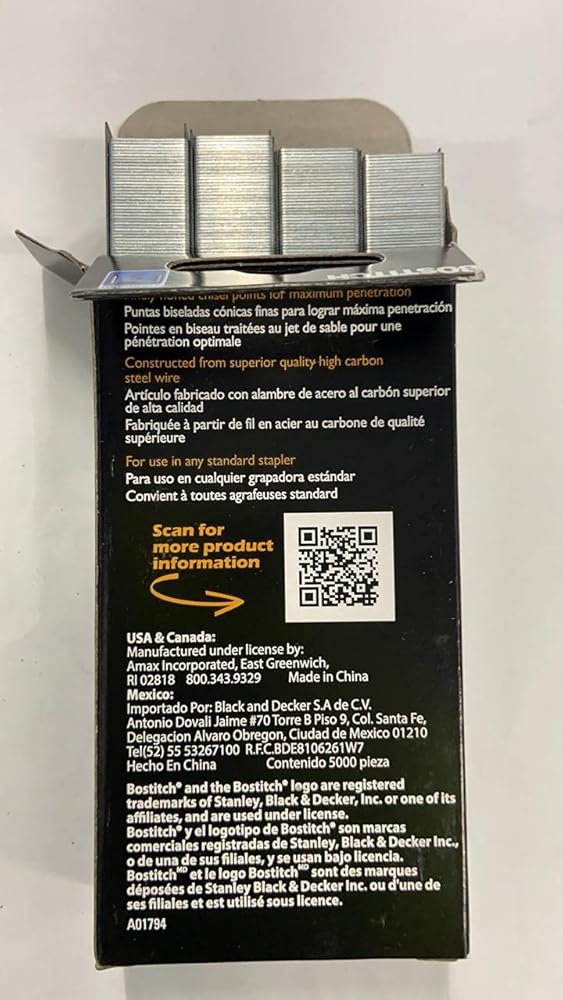 BOSTITCH
chisel points for maximum penetration
Puntas biseladas cónicas finas para lograr máxima penetración
Pointes en biseau traitées au jet de sable pour une
pénétration optimale
Constructed from superior quality high carbon
steel wire
Artículo fabricado con alambre de acero al carbón superior
de alta calidad
Fabriquée à partir de fil en acier au carbone de qualité
supérieure
For use in any standard stapler
Para uso en cualquier grapadora estándar
Convient à toutes agrafeuses standard
Scan for
more product
information
USA & Canada:
Manufactured under license by:
Amax Incorporated, East Greenwich,
RI 02818 800.343.9329 Made in China
Mexico:
Importado Por: Black and Decker S.A de C.V.
Antonio Dovali Jaime #70 Torre B Piso 9, Col. Santa Fe,
Delegacion Alvaro Obregon, Ciudad de Mexico 01210
Tel(52) 55 53267100 R.F.C.BDE8106261W7
Hecho En China Contenido 5000 pieza
Bostitch® and the Bostitch® logo are registered
trademarks of Stanley, Black & Decker, Inc. or one of its
affiliates, and are used under license.
Bostitch® y el logotipo de Bostitch® son marcas
comerciales registradas de Stanley, Black & Decker Inc.,
o de una de sus filiales, y se usan bajo licencia.
Bostitch™ᴰ et le logo Bostitch™ᴰ sont des marques
déposées de Stanley Black & Decker Inc. ou d'une de
ses filiales et est utilisé sous licence.
A01794